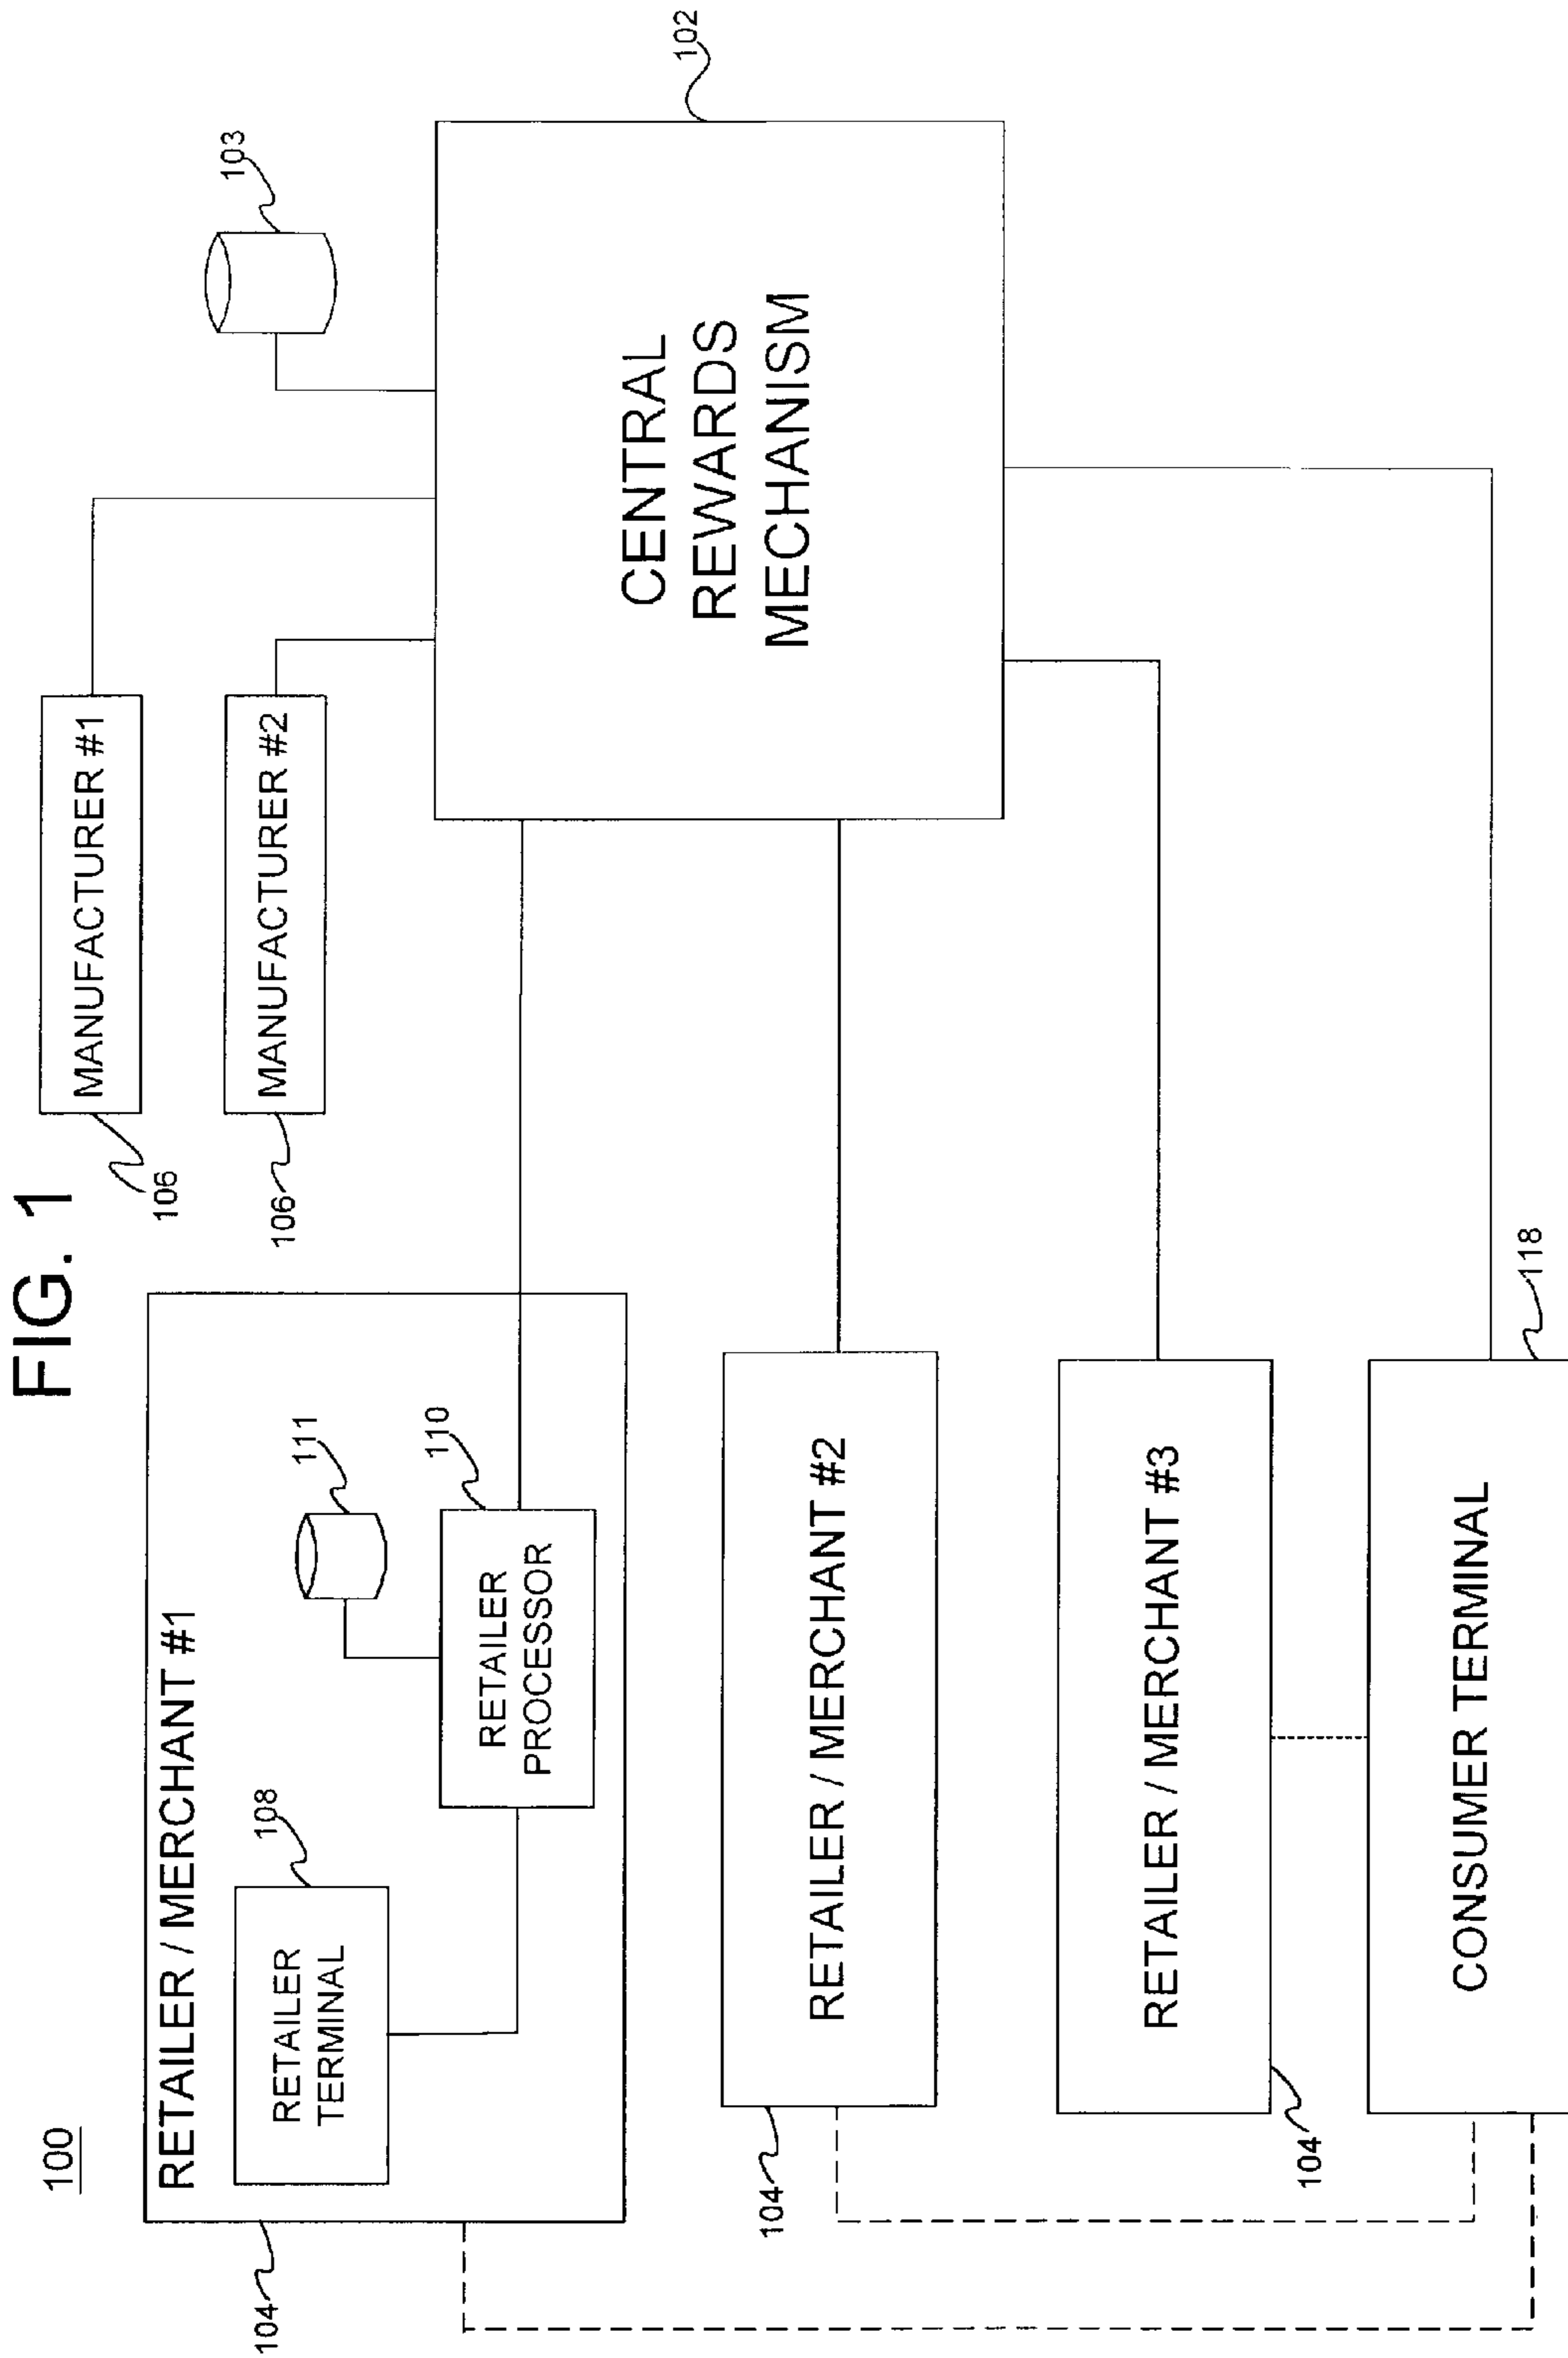 FIG. 1
100
RETAILER / MERCHANT #1
104
RETAILER
TERMINAL
108
RETAILER
PROCESSOR
110
111
MANUFACTURER #1
106
MANUFACTURER #2
106
103
CENTRAL
REWARDS
MECHANISM
102
RETAILER / MERCHANT #2
104
RETAILER / MERCHANT #3
104
CONSUMER TERMINAL
118